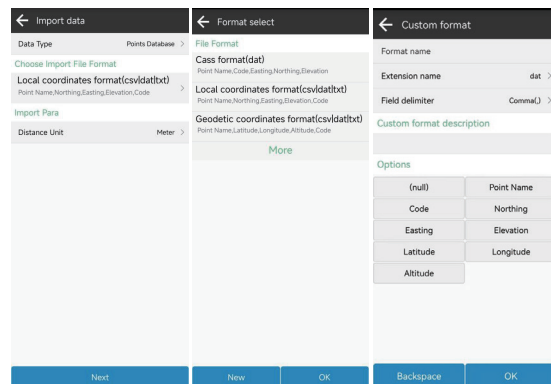 Import data
Data Type Points Database >
Choose Import File Format
Local coordinates format(csv|dat|txt) >
Point Name,Northing,Easting,Elevation,Code
Import Para
Distance Unit Meter >
Next
Format select
File Format
Cass format(dat)
Point Name,Code,Easting,Northing,Elevation
Local coordinates format(csv|dat|txt)
Point Name,Northing,Easting,Elevation,Code
Geodetic coordinates format(csv|dat|txt)
Point Name,Latitude,Longitude,Altitude,Code
More
New OK
Custom format
Format name
Extension name dat >
Field delimiter Comma(,) >
Custom format description
Options
(null) Point Name
Code Northing
Easting Elevation
Latitude Longitude
Altitude
Backspace OK